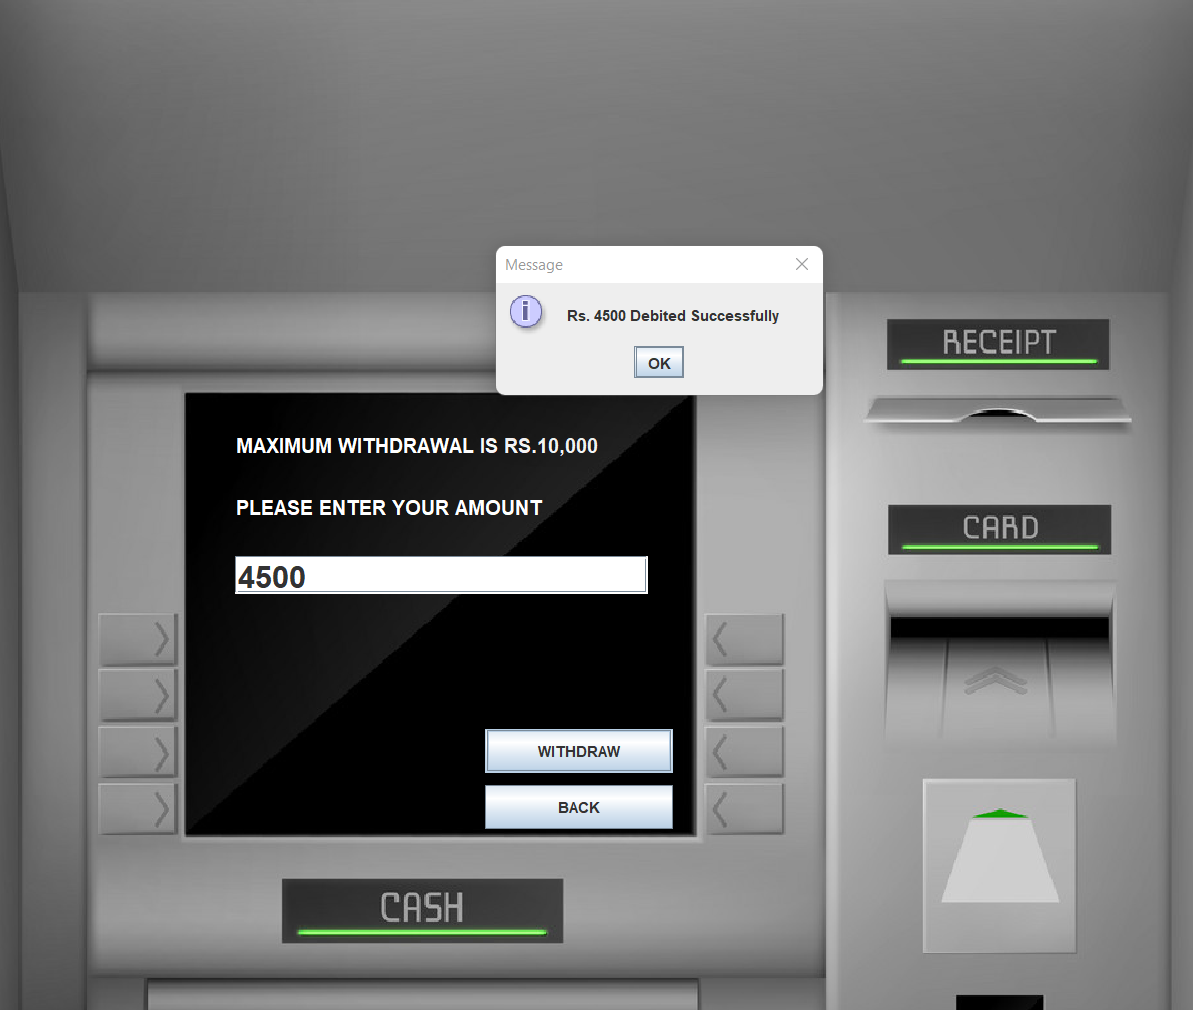 Message
Rs. 4500 Debited Successfully
OK
RECEIPT
MAXIMUM WITHDRAWAL IS RS.10,000
PLEASE ENTER YOUR AMOUNT
CARD
4500
WITHDRAW
BACK
CASH